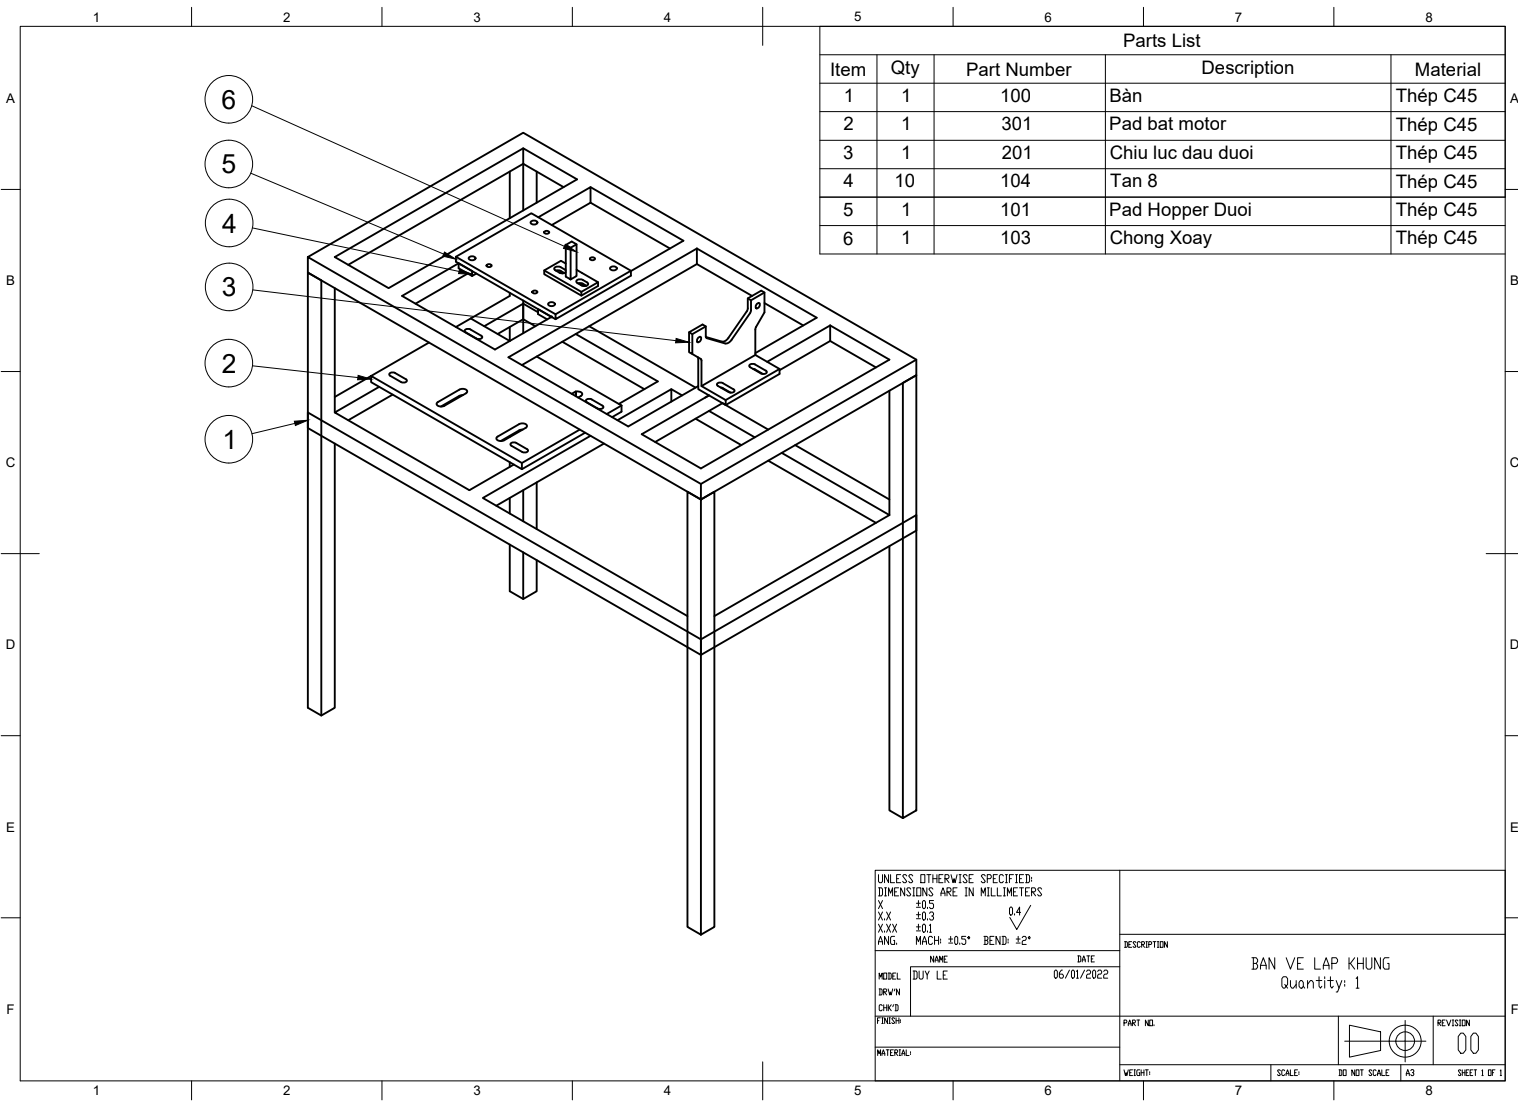 1 2 3 4 5 6 7 8
Parts List
Item Qty Part Number Description Material
1 1 100 Bàn Thép C45
2 1 301 Pad bat motor Thép C45
3 1 201 Chiu luc dau duoi Thép C45
4 10 104 Tan 8 Thép C45
5 1 101 Pad Hopper Duoi Thép C45
6 1 103 Chong Xoay Thép C45
A A
B B
C C
D D
E E
F F
6
5
4
3
2
1
UNLESS OTHERWISE SPECIFIED:
DIMENSIONS ARE IN MILLIMETERS
X ±0.5
X.X ±0.3
X.XX ±0.1
ANG. MACH: ±0.5° BEND: ±2°
0.4
NAME DATE
MODEL DUY LE 06/01/2022
DRW'N
CHK'D
FINISH:
MATERIAL:
DESCRIPTION
BAN VE LAP KHUNG
Quantity: 1
PART NO.
REVISION
00
WEIGHT: SCALE: DO NOT SCALE A3 SHEET 1 OF 1
1 2 3 4 5 6 7 8